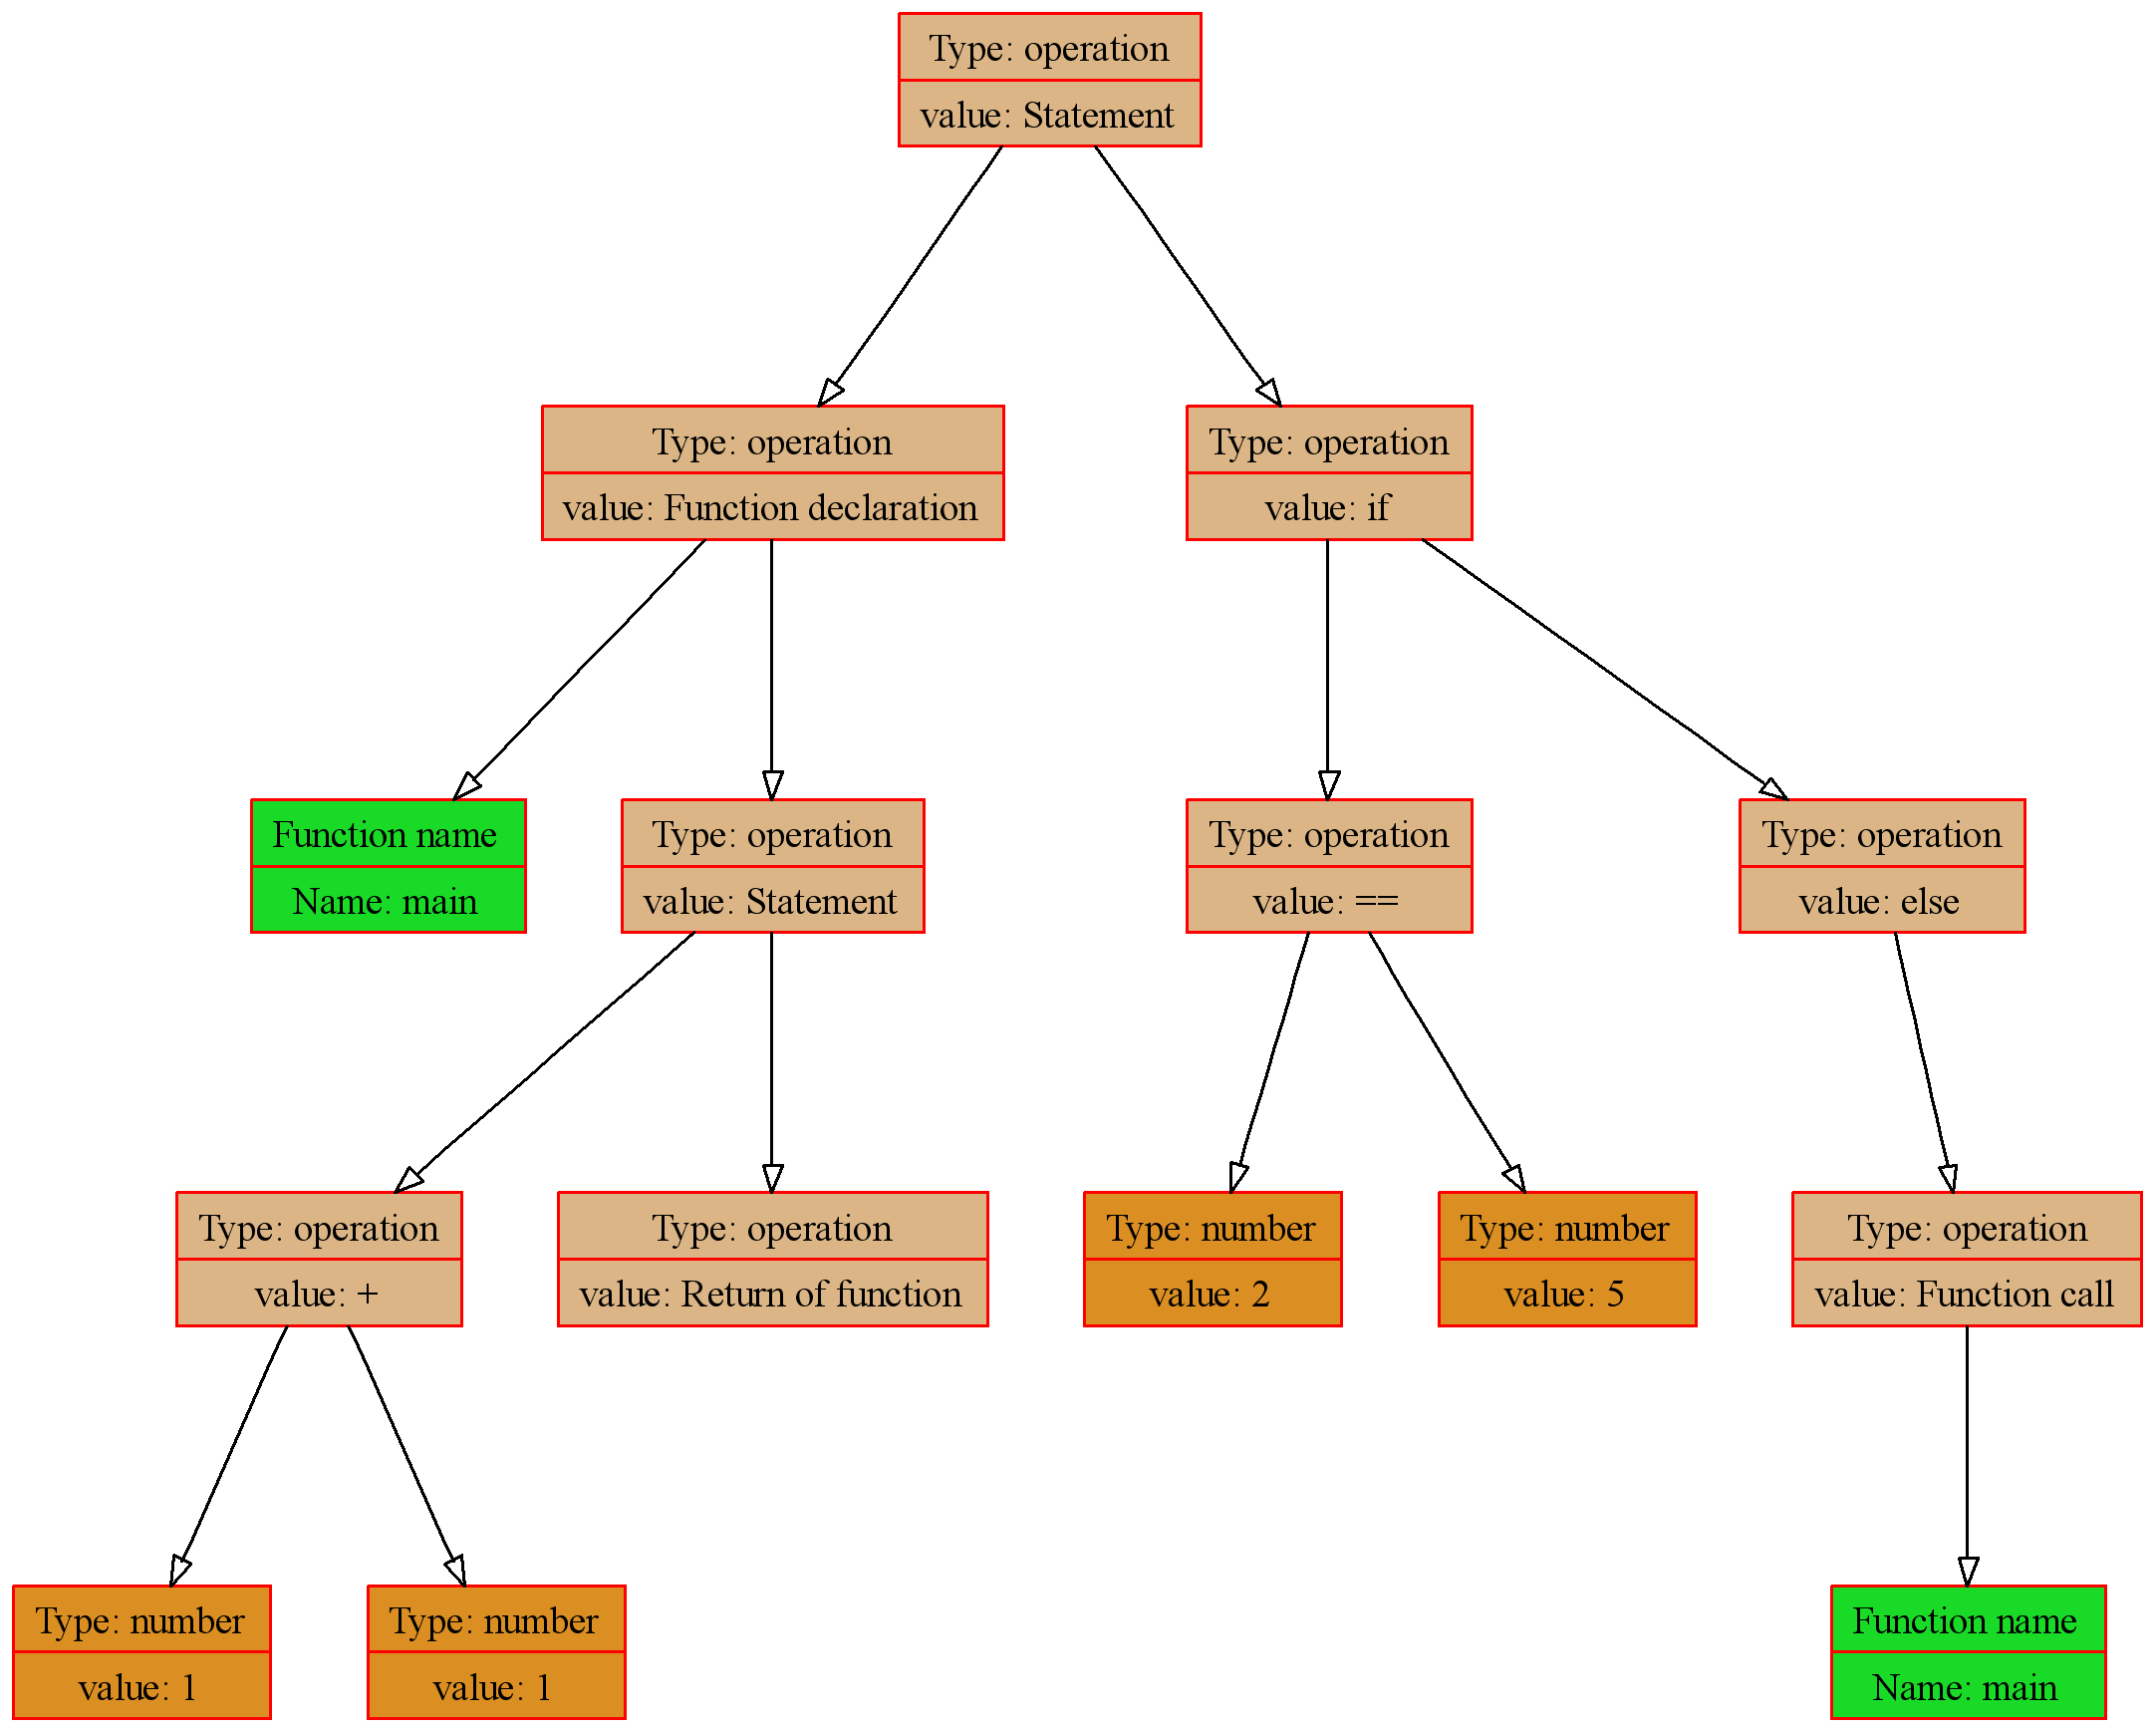 Type: operation
value: Statement
Type: operation
value: Function declaration
Type: operation
value: if
Function name
Name: main
Type: operation
value: Statement
Type: operation
value: ==
Type: operation
value: else
Type: operation
value: +
Type: operation
value: Return of function
Type: number
value: 2
Type: number
value: 5
Type: operation
value: Function call
Type: number
value: 1
Type: number
value: 1
Function name
Name: main